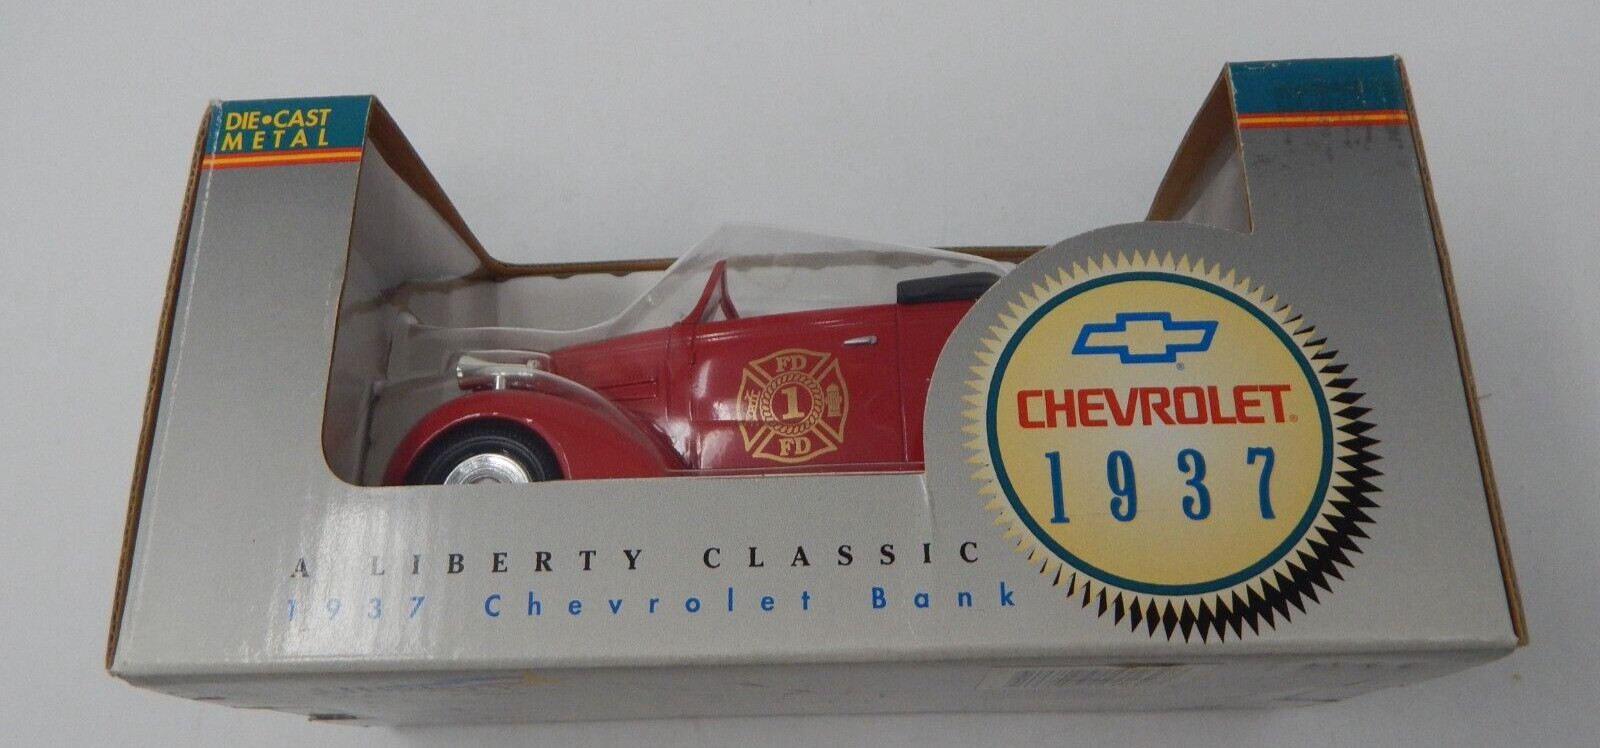 DIE•CAST
METAL
FD
1
FD
CHEVROLET®
1937
A LIBERTY CLASSIC
1937 Chevrolet Bank